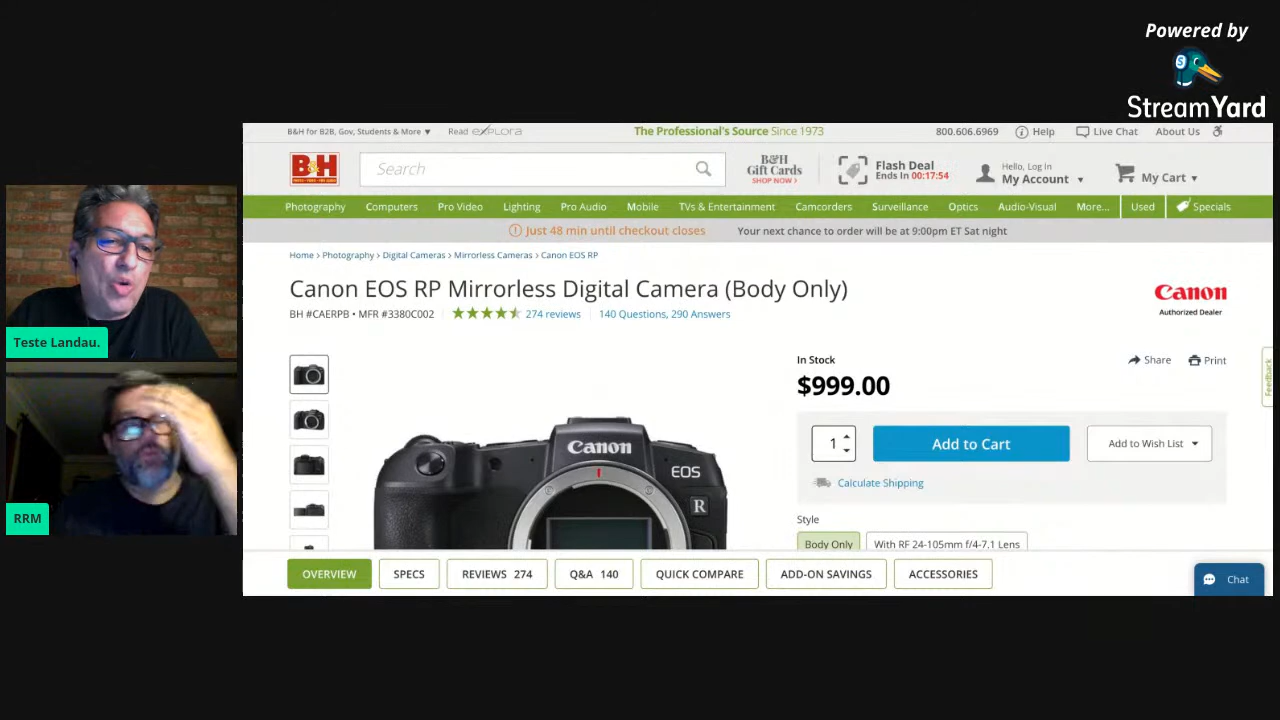 Powered by
StreamYard
B&H for B2B, Gov, Students & More
Read eXPLORA
The Professional's Source Since 1973
800.606.6969
Help
Live Chat
About Us
B&H
Search
B&H
Gift Cards
SHOP NOW >
Flash Deal
Ends In 00:17:54
Hello, Log In
My Account
My Cart
Photography
Computers
Pro Video
Lighting
Pro Audio
Mobile
TVs & Entertainment
Camcorders
Surveillance
Optics
Audio-Visual
More...
Used
Specials
Just 48 min until checkout closes
Your next chance to order will be at 9:00pm ET Sat night
Home > Photography > Digital Cameras > Mirrorless Cameras > Canon EOS RP
Canon EOS RP Mirrorless Digital Camera (Body Only)
BH #CAERPB • MFR #3380C002
274 reviews
140 Questions, 290 Answers
Canon
Authorized Dealer
Teste Landau.
RRM
In Stock
Share
Print
$999.00
Feedback
1
Add to Cart
Add to Wish List
Calculate Shipping
Canon
EOS
R
Style
Body Only
With RF 24-105mm f/4-7.1 Lens
OVERVIEW
SPECS
REVIEWS 274
Q&A 140
QUICK COMPARE
ADD-ON SAVINGS
ACCESSORIES
Chat